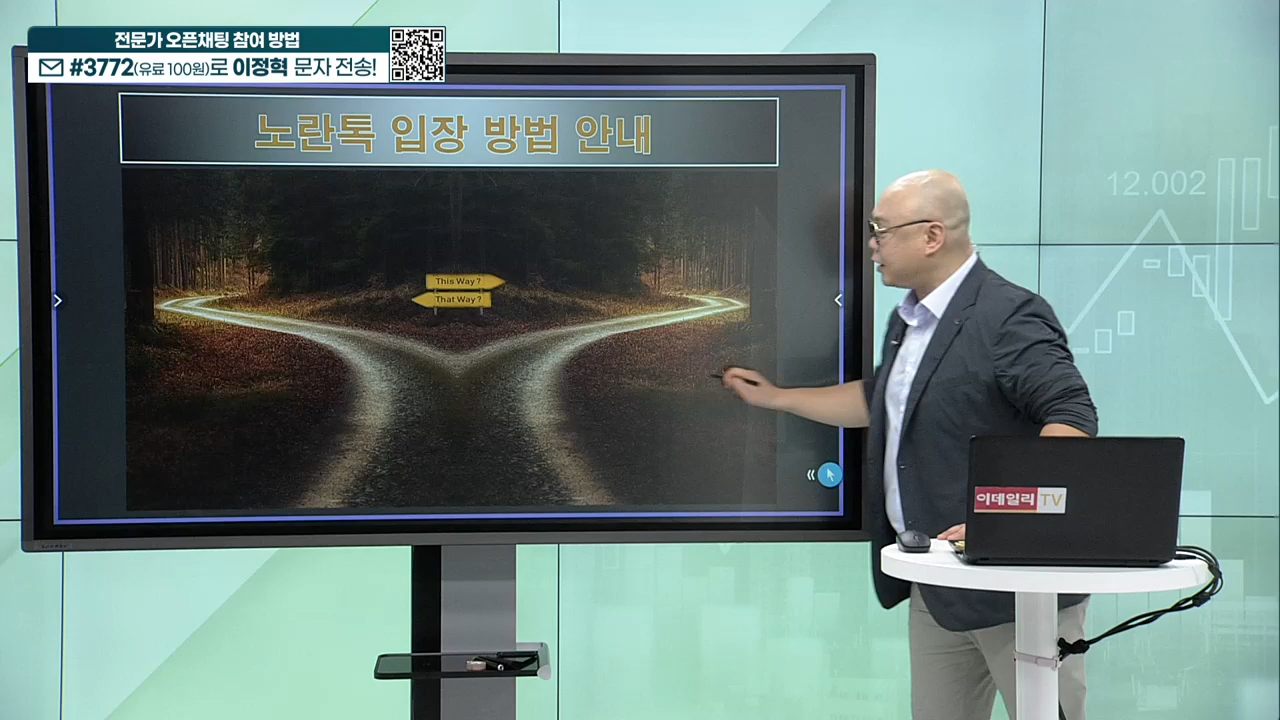 전문가 오픈채팅 참여 방법
#3772(유료 100원)로 이정혁 문자 전송!
노란톡 입장 방법 안내
This Way ?
That Way ?
12.002
이데일리TV